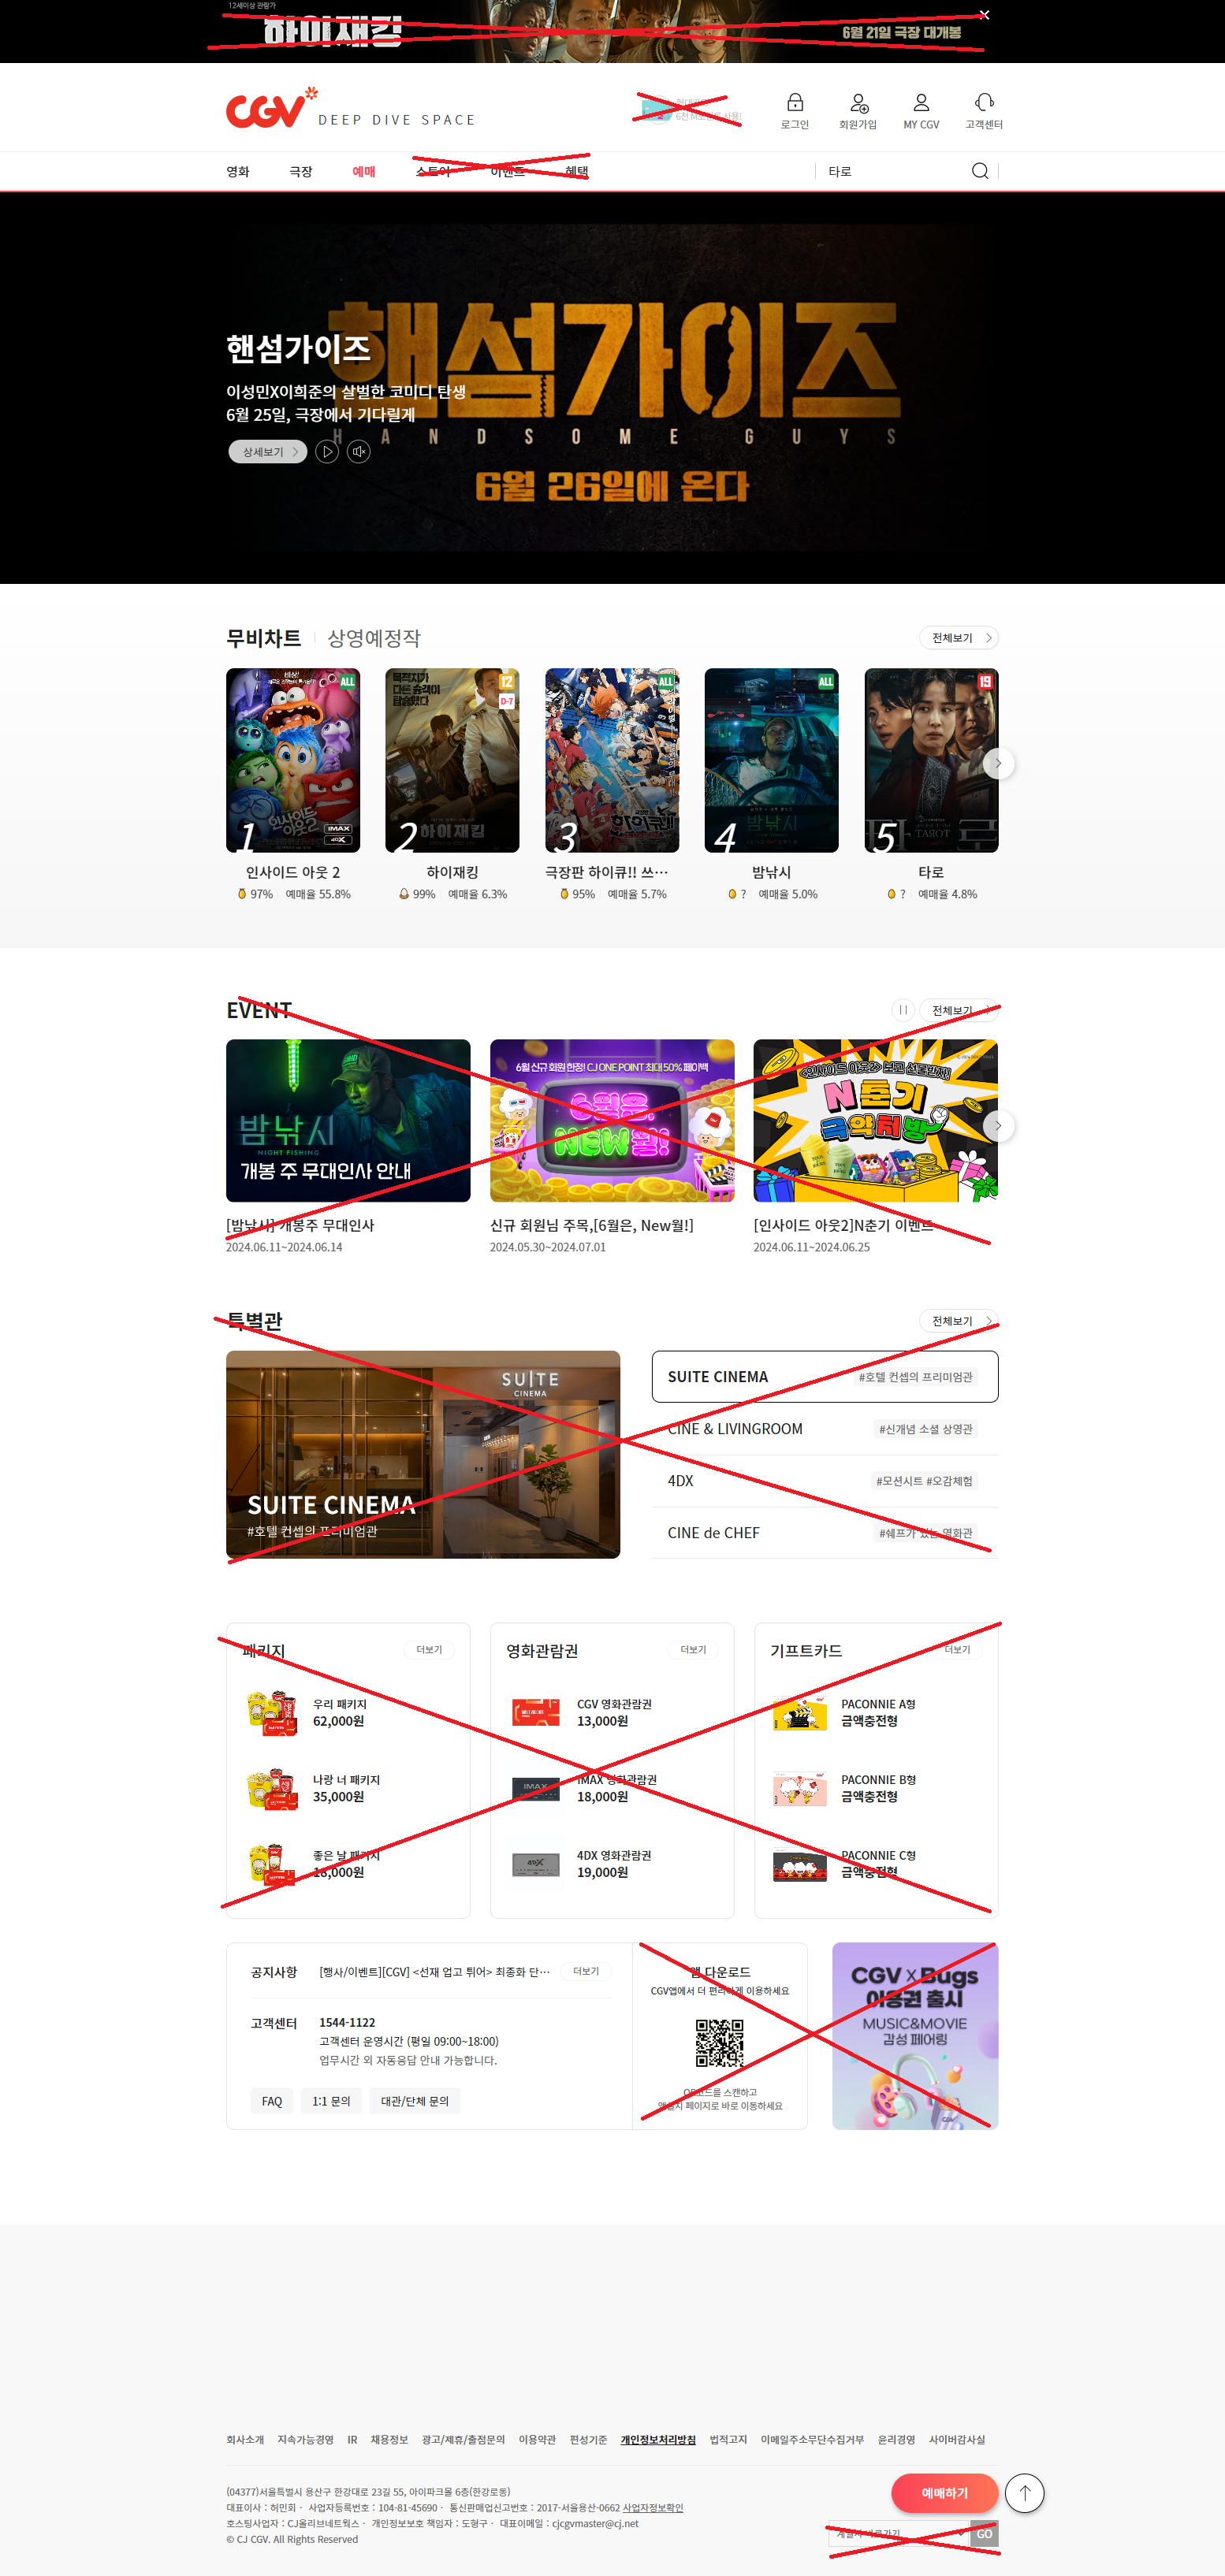 12세이상 관람가
하이재킹
6월 21일 극장 대개봉
CGV
DEEP DIVE SPACE
로그인
회원가입
MY CGV
고객센터
영화
극장
예매
스토어
이벤트
혜택
타로
핸섬가이즈
해섬가이즈
이성민X이희준의 살벌한 코미디 탄생
6월 25일, 극장에서 기다릴게
HANDSOME GUYS
상세보기
6월 26일에 온다
무비차트
상영예정작
전체보기
ALL
12
D-7
ALL
ALL
19
인사이드 아웃 2
IMAX
4DX
하이재킹
하이큐!!
밤낚시
타로
TAROT
1
2
3
4
5
인사이드 아웃 2
하이재킹
극장판 하이큐!! 쓰…
밤낚시
타로
97% 예매율 55.8%
99% 예매율 6.3%
95% 예매율 5.7%
? 예매율 5.0%
? 예매율 4.8%
EVENT
전체보기
밤낚시
NIGHT FISHING
개봉 주 무대인사 안내
6월 신규 회원 한정! CJ ONE POINT 최대 50% 페이백
6월은,
NEW월!
<인사이드 아웃2> 보고 선물받자!
N춘기
극약처방
[밤낚시] 개봉주 무대인사
신규 회원님 주목,[6월은, New월!]
[인사이드 아웃2]N춘기 이벤트
2024.06.11~2024.06.14
2024.05.30~2024.07.01
2024.06.11~2024.06.25
특별관
전체보기
SUITE
CINEMA
SUITE CINEMA
#호텔 컨셉의 프리미엄관
SUITE CINEMA
#호텔 컨셉의 프리미엄관
CINE & LIVINGROOM
#신개념 소셜 상영관
4DX
#모션시트 #오감체험
CINE de CHEF
#쉐프가 있는 영화관
패키지
더보기
우리 패키지
62,000원
나랑 너 패키지
35,000원
좋은 날 패키지
18,000원
영화관람권
더보기
CGV 영화관람권
13,000원
IMAX
IMAX 영화관람권
18,000원
4DX
4DX 영화관람권
19,000원
기프트카드
더보기
PACONNIE A형
금액충전형
PACONNIE B형
금액충전형
PACONNIE C형
금액충전형
공지사항
[행사/이벤트][CGV] <선재 업고 튀어> 최종화 단…
더보기
고객센터
1544-1122
고객센터 운영시간 (평일 09:00~18:00)
업무시간 외 자동응답 안내 가능합니다.
FAQ
1:1 문의
대관/단체 문의
앱 다운로드
CGV앱에서 더 편리하게 이용하세요
QR코드를 스캔하고
앱설치 페이지로 바로 이동하세요
CGV X Bugs
이용권 출시
MUSIC&MOVIE
감성 페어링
CGV
회사소개
지속가능경영
IR
채용정보
광고/제휴/출점문의
이용약관
편성기준
개인정보처리방침
법적고지
이메일주소무단수집거부
윤리경영
사이버감사실
(04377)서울특별시 용산구 한강대로 23길 55, 아이파크몰 6층(한강로동)
대표이사 : 허민회 · 사업자등록번호 : 104-81-45690 · 통신판매업신고번호 : 2017-서울용산-0662 사업자정보확인
호스팅사업자 : CJ올리브네트웍스 · 개인정보보호 책임자 : 도형구 · 대표이메일 : cjcgvmaster@cj.net
© CJ CGV. All Rights Reserved
예매하기
계열사 바로가기
GO